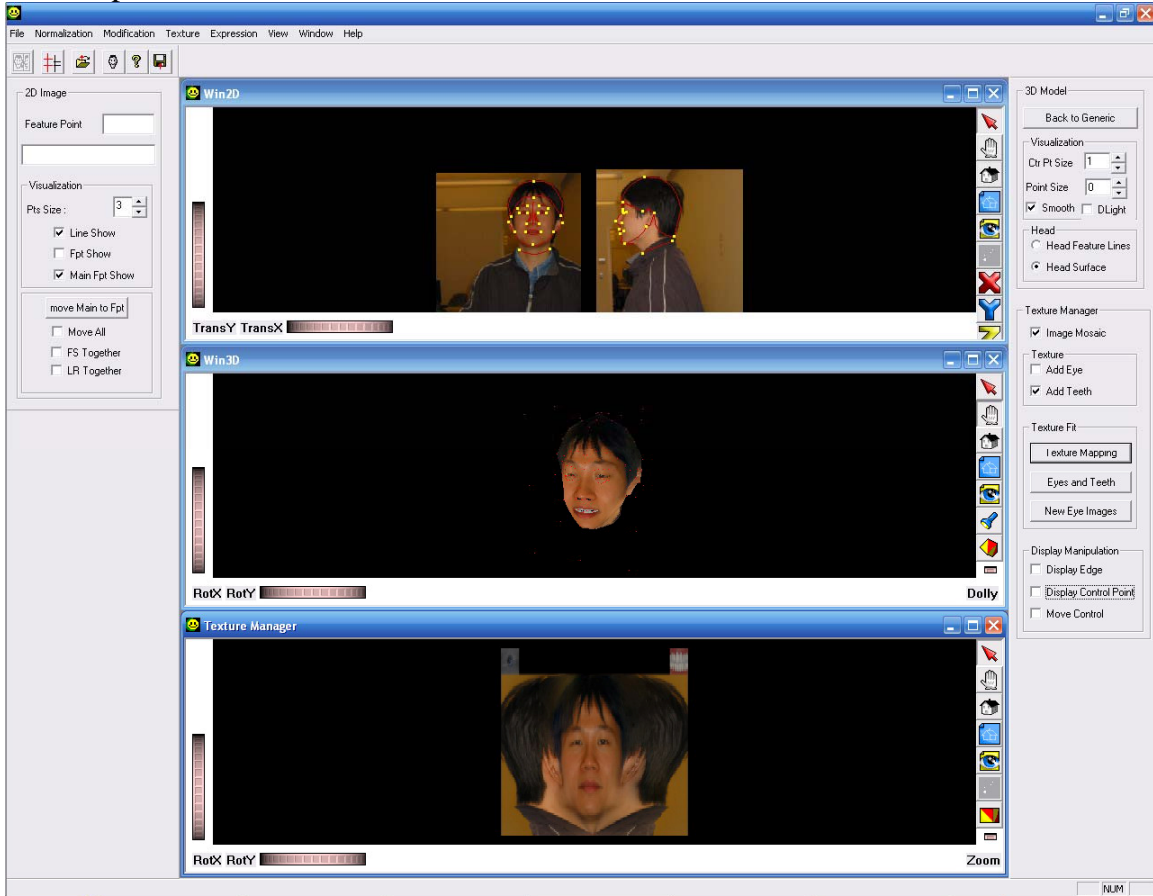 File Normalization Modification Texture Expression View Window Help
2D Image
Feature Point
Visualization
Pts Size : 3
Line Show
Fpt Show
Main Fpt Show
move Main to Fpt
Move All
FS Together
LR Together
Win2D
TransY TransX
Win3D
RotX RotY Dolly
Texture Manager
RotX RotY Zoom
3D Model
Back to Generic
Visualization
Ctr Pt Size 1
Point Size 0
Smooth DLight
Head
Head Feature Lines
Head Surface
Texture Manager
Image Mosaic
Texture
Add Eye
Add Teeth
Texture Fit
Texture Mapping
Eyes and Teeth
New Eye Images
Display Manipulation
Display Edge
Display Control Point
Move Control
NUM